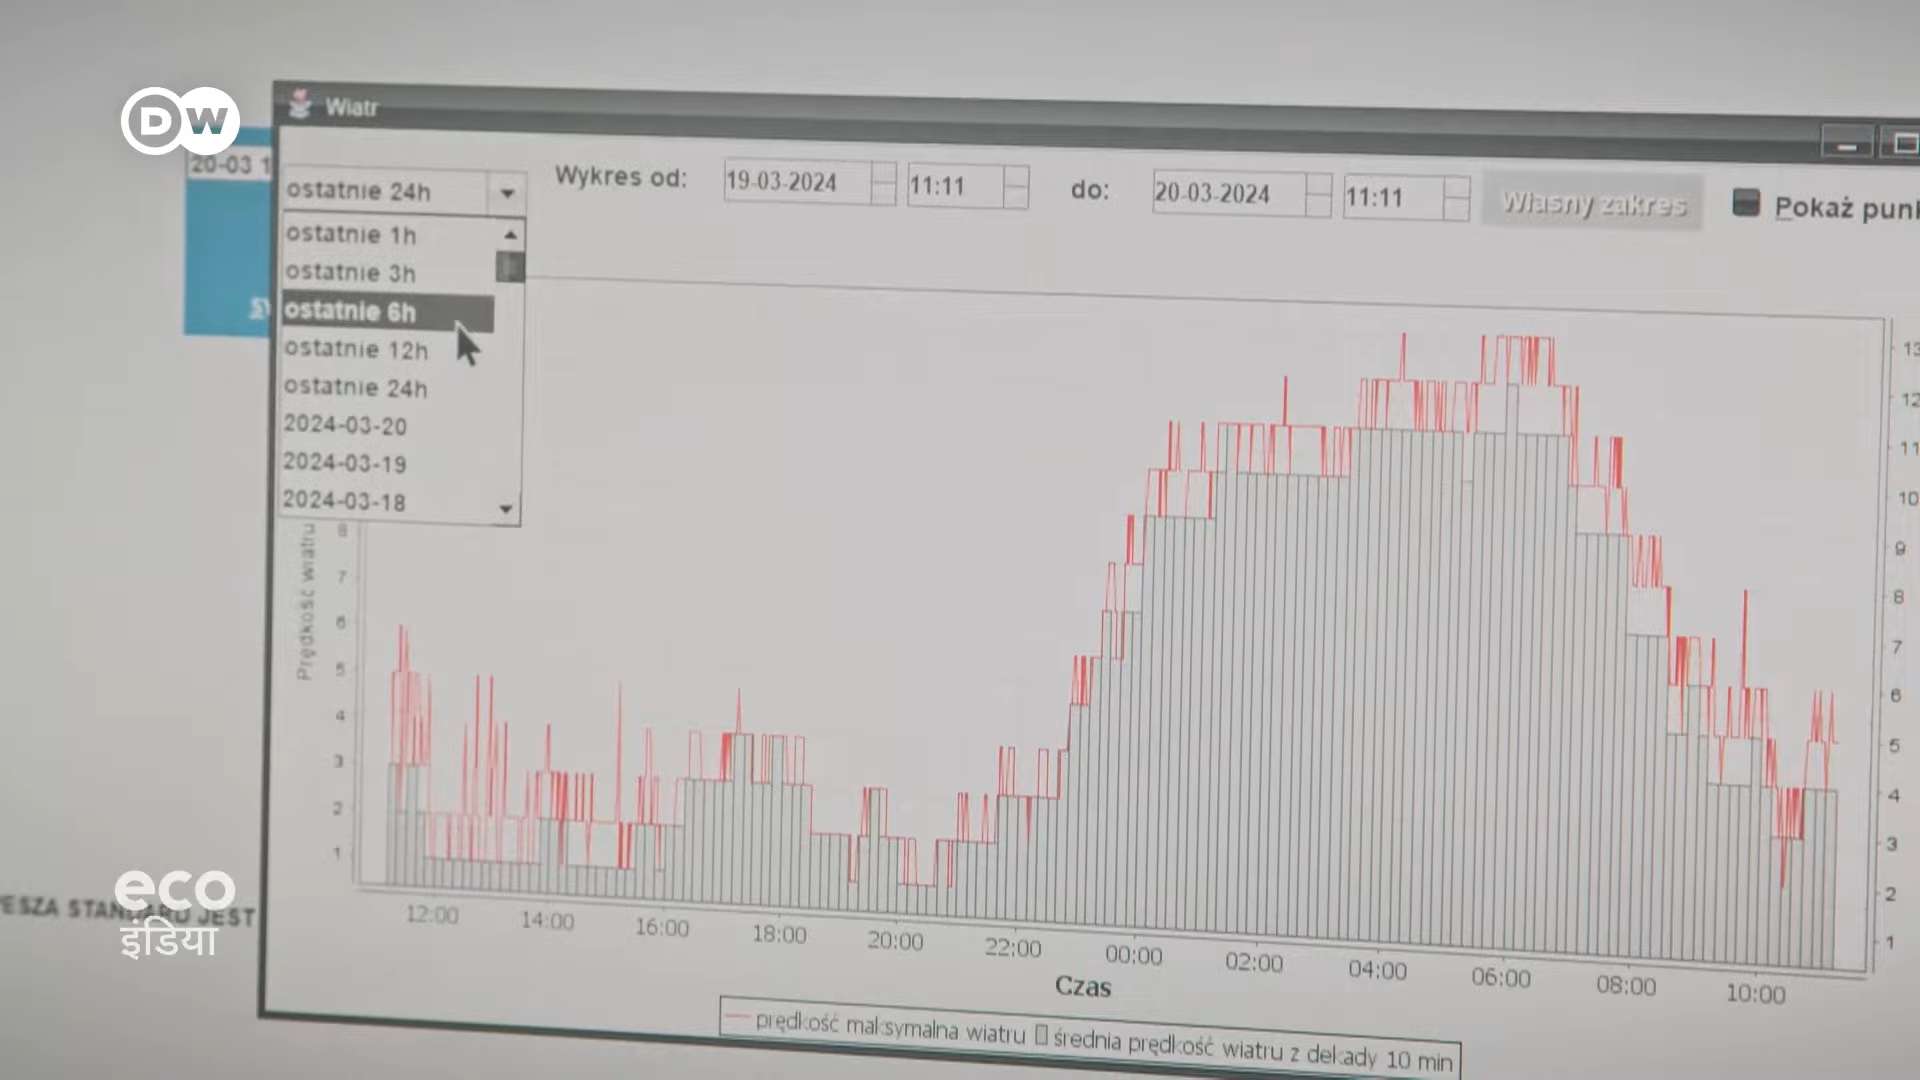 DW
Wiatr
20-03 1
ostatnie 24h
Wykres od:
19-03-2024
11:11
do:
20-03-2024
11:11
Własny zakres
Pokaż punk
ostatnie 1h
ostatnie 3h
ostatnie 6h
ostatnie 12h
ostatnie 24h
2024-03-20
2024-03-19
2024-03-18
Prędkość wiatru
8
7
6
5
4
3
2
1
13
12
11
10
9
8
7
6
5
4
3
2
1
12:00
14:00
16:00
18:00
20:00
22:00
00:00
02:00
04:00
06:00
08:00
10:00
Czas
prędkość maksymalna wiatru średnia prędkość wiatru z dekady 10 min
STANDARD JEST
eco
इंडिया